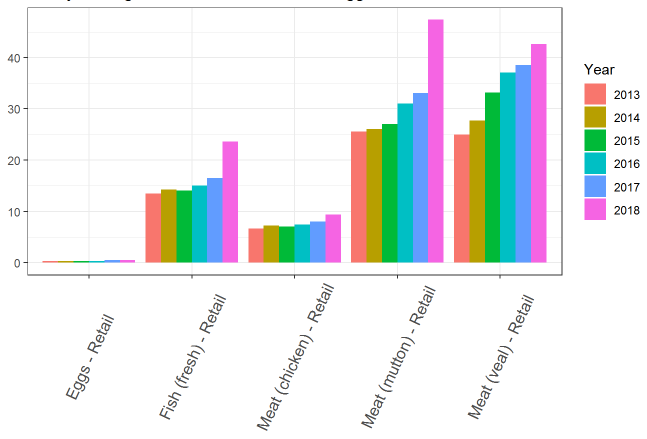 40
30
20
10
0
Eggs - Retail
Fish (fresh) - Retail
Meat (chicken) - Retail
Meat (mutton) - Retail
Meat (veal) - Retail
Year
2013
2014
2015
2016
2017
2018